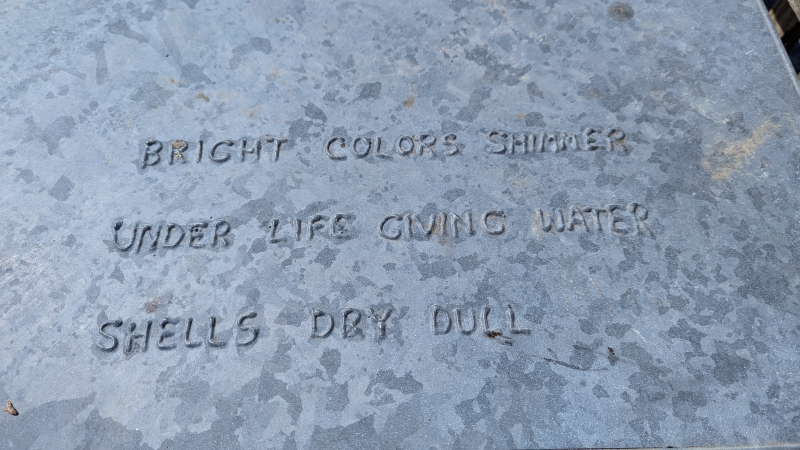 BRIGHT COLORS SHIMMER
UNDER LIFE GIVING WATER
SHELLS DRY DULL